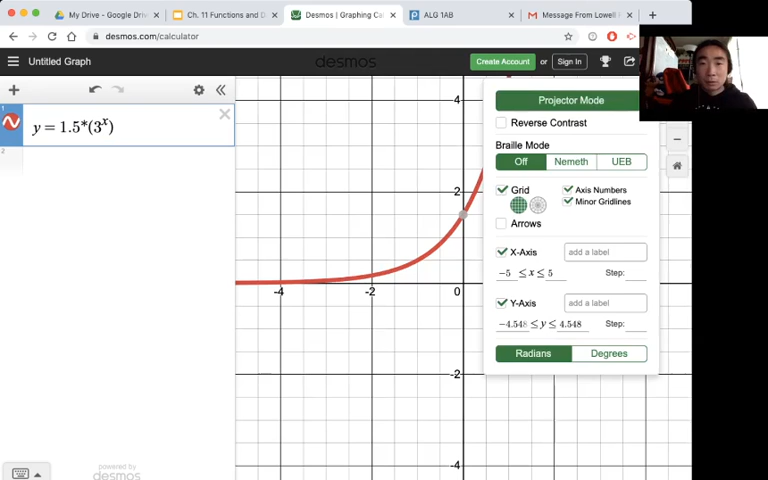 My Drive - Google Driv
Ch. 11 Functions and D
Desmos | Graphing Ca
ALG 1AB
Message From Lowell
desmos.com/calculator
Untitled Graph
desmos
Create Account or Sign In
1
y = 1.5*(3^x)
2
powered by
desmos
4
2
-4 -2 0
-2
-4
Projector Mode
Reverse Contrast
Braille Mode
Off Nemeth UEB
Grid Axis Numbers
Minor Gridlines
Arrows
X-Axis add a label
-5 ≤ x ≤ 5 Step:
Y-Axis add a label
-4.548 ≤ y ≤ 4.548 Step:
Radians Degrees